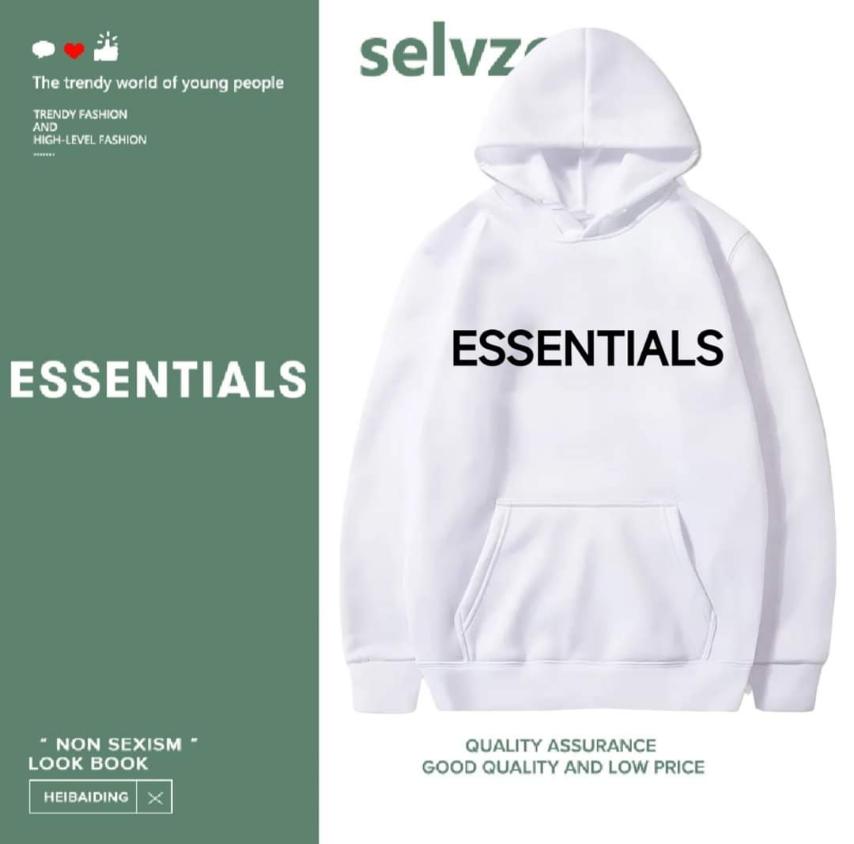 The trendy world of young people
TRENDY FASHION
AND
HIGH-LEVEL FASHION
.......
ESSENTIALS
" NON SEXISM "
LOOK BOOK
HEIBAIDING
ESSENTIALS
QUALITY ASSURANCE
GOOD QUALITY AND LOW PRICE